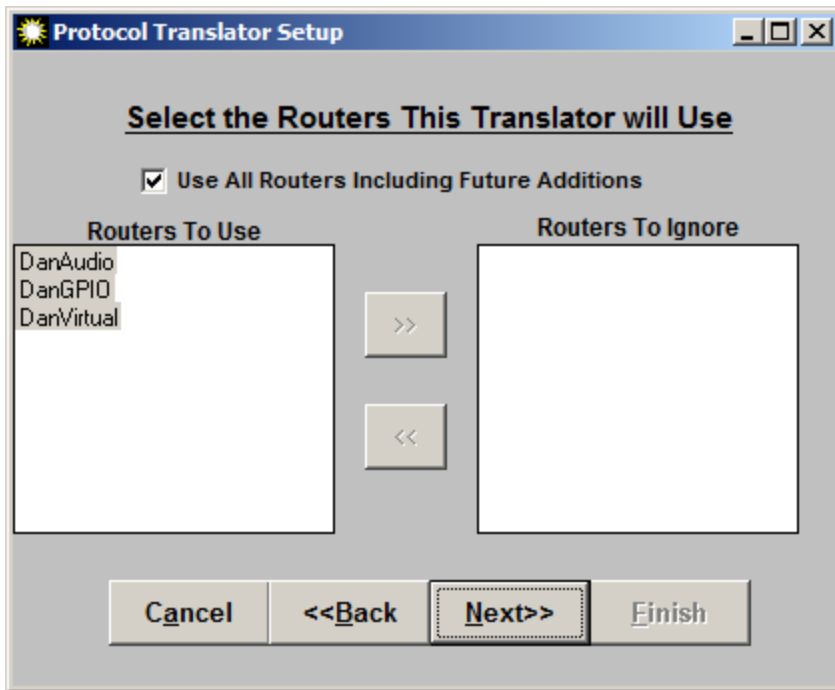 Protocol Translator Setup
Select the Routers This Translator will Use
Use All Routers Including Future Additions
Routers To Use
Routers To Ignore
DanAudio
DanGPIO
DanVirtual
>>
<<
Cancel
<<Back
Next>>
Finish